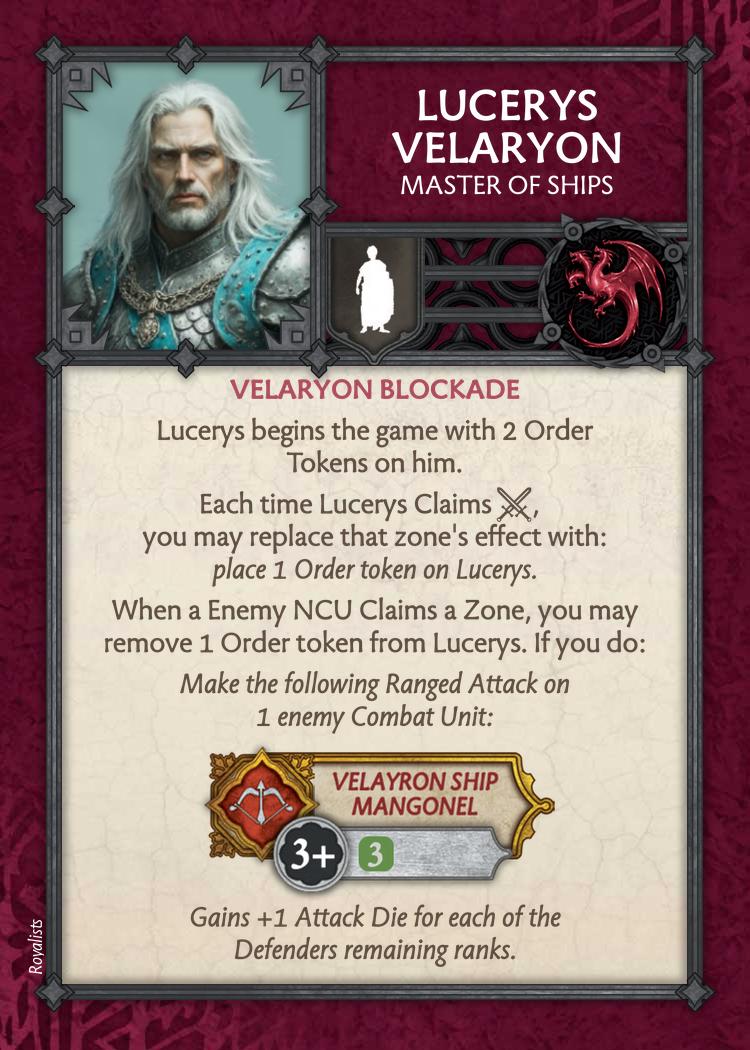 LUCERYS
VELARYON
MASTER OF SHIPS
VELARYON BLOCKADE
Lucerys begins the game with 2 Order
Tokens on him.
Each time Lucerys Claims ,
you may replace that zone's effect with:
place 1 Order token on Lucerys.
When a Enemy NCU Claims a Zone, you may
remove 1 Order token from Lucerys. If you do:
Make the following Ranged Attack on
1 enemy Combat Unit:
VELAYRON SHIP
MANGONEL
3+ 3
Gains +1 Attack Die for each of the
Defenders remaining ranks.
Royalists